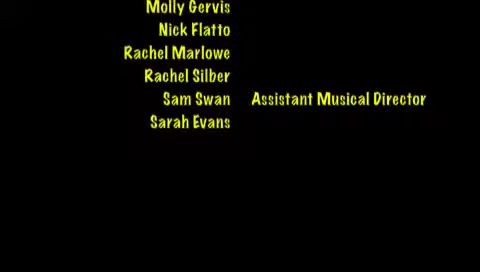 Molly Gervis
Nick Flatto
Rachel Marlowe
Rachel Silber
Sam Swan Assistant Musical Director
Sarah Evans